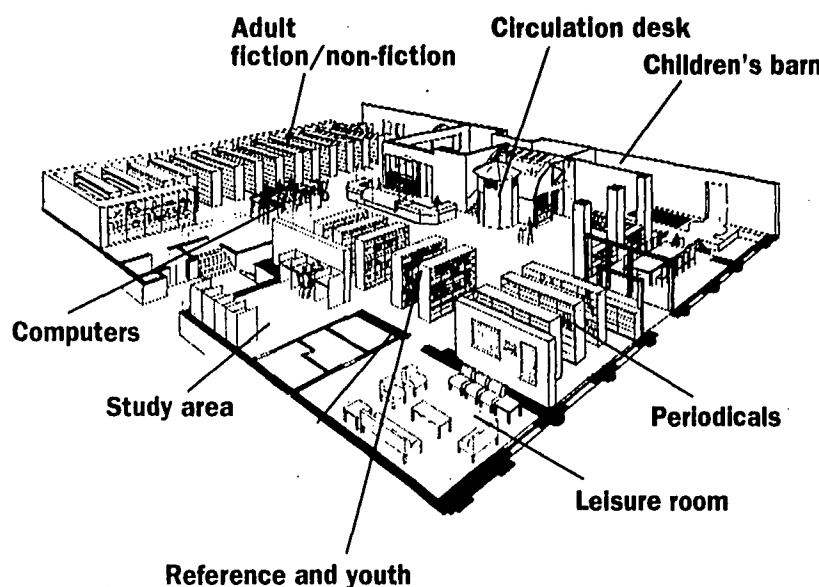 Adult
fiction/non-fiction
Circulation desk
Children's barn
Computers
Study area
Periodicals
Leisure room
Reference and youth